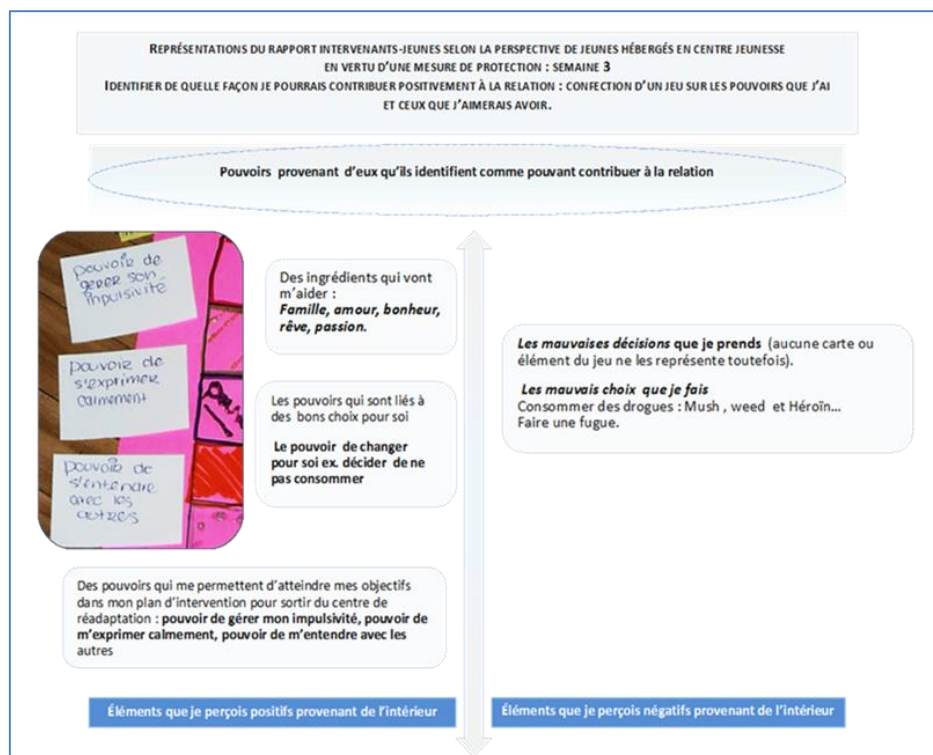 REPRÉSENTATIONS DU RAPPORT INTERVENANTS-JEUNES SELON LA PERSPECTIVE DE JEUNES HÉBERGÉS EN CENTRE JEUNESSE
EN VERTU D'UNE MESURE DE PROTECTION : SEMAINE 3
IDENTIFIER DE QUELLE FAÇON JE POURRAIS CONTRIBUER POSITIVEMENT À LA RELATION : CONFECTION D'UN JEU SUR LES POUVOIRS QUE J'AI
ET CEUX QUE J'AIMERAIS AVOIR.
Pouvoirs provenant d'eux qu'ils identifient comme pouvant contribuer à la relation
pouvoir de
gérer son
impulsivité
pouvoir de
s'exprimer
calmement
pouvoir de
s'entendre
avec les
autres
Des ingrédients qui vont
m'aider :
Famille, amour, bonheur,
rêve, passion.
Les pouvoirs qui sont liés à
des bons choix pour soi
Le pouvoir de changer
pour soi ex. décider de ne
pas consommer
Des pouvoirs qui me permettent d'atteindre mes objectifs
dans mon plan d'intervention pour sortir du centre de
réadaptation : pouvoir de gérer mon impulsivité, pouvoir de
m'exprimer calmement, pouvoir de m'entendre avec les
autres
Les mauvaises décisions que je prends (aucune carte ou
élément du jeu ne les représente toutefois).
Les mauvais choix que je fais
Consommer des drogues : Mush , weed et Héroïn...
Faire une fugue.
Éléments que je perçois positifs provenant de l'intérieur
Éléments que je perçois négatifs provenant de l'intérieur